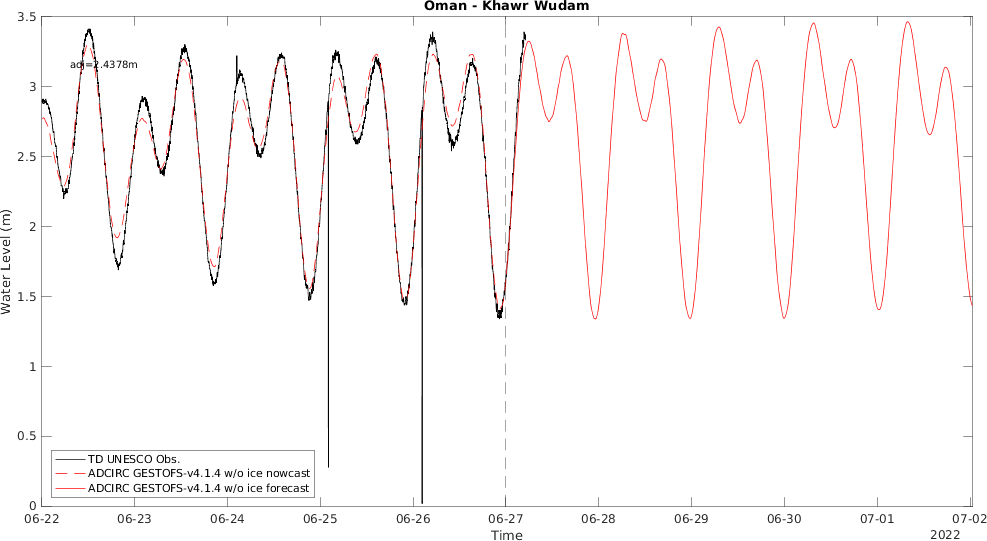 Oman - Khawr Wudam
3.5
adj=2.4378m
3
2.5
2
1.5
1
0.5
0
Water Level (m)
TD UNESCO Obs.
ADCIRC GESTOFS-v4.1.4 w/o ice nowcast
ADCIRC GESTOFS-v4.1.4 w/o ice forecast
06-22 06-23 06-24 06-25 06-26 06-27 06-28 06-29 06-30 07-01 07-02
Time
2022